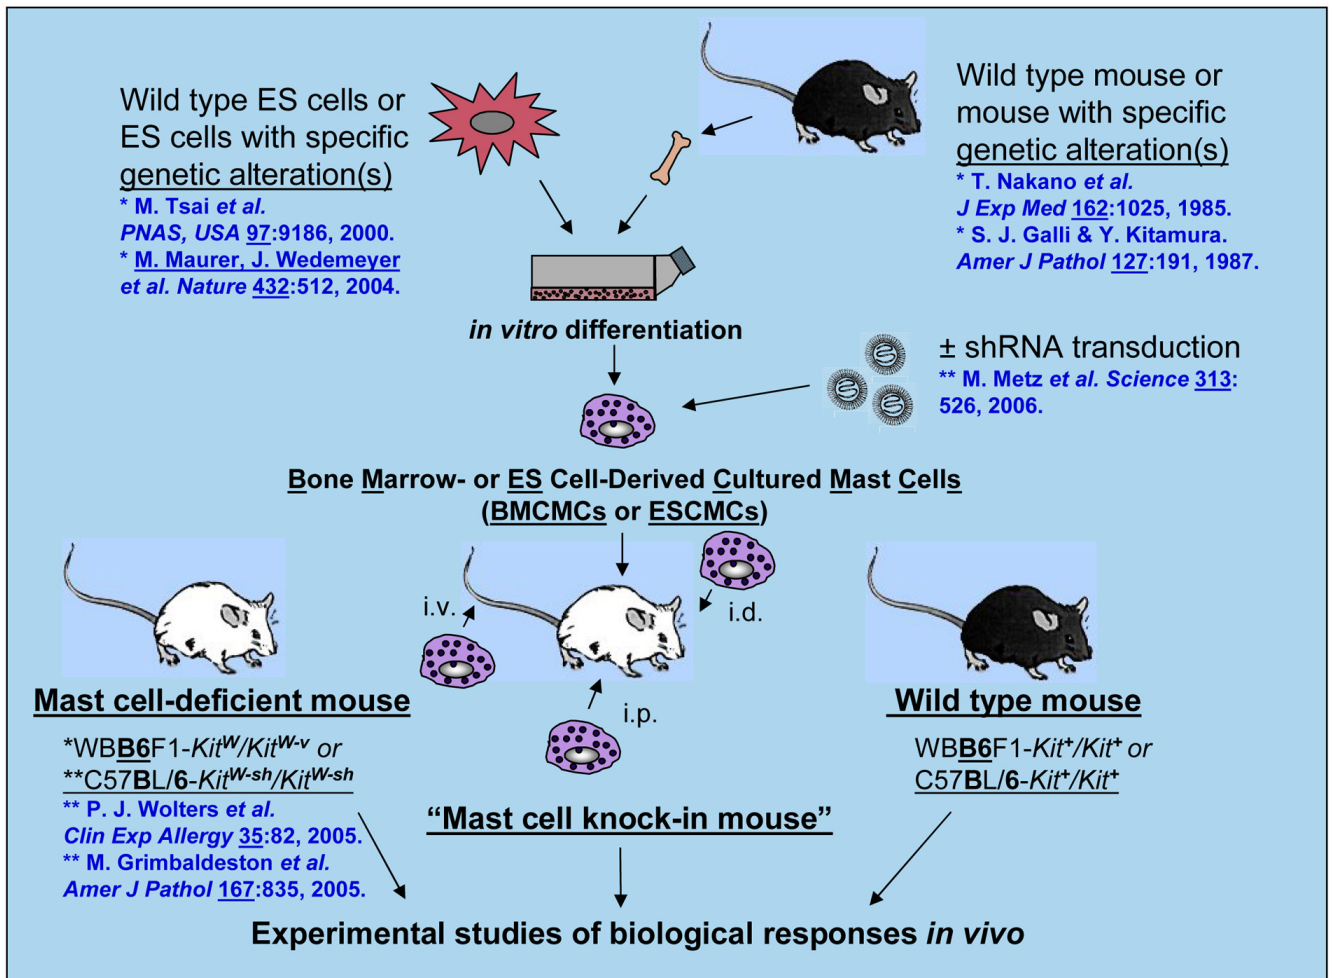 Wild type ES cells or
ES cells with specific
genetic alteration(s)
* M. Tsai et al.
PNAS, USA 97:9186, 2000.
* M. Maurer, J. Wedemeyer
et al. Nature 432:512, 2004.
Wild type mouse or
mouse with specific
genetic alteration(s)
* T. Nakano et al.
J Exp Med 162:1025, 1985.
* S. J. Galli & Y. Kitamura.
Amer J Pathol 127:191, 1987.
in vitro differentiation
± shRNA transduction
** M. Metz et al. Science 313:
526, 2006.
Bone Marrow- or ES Cell-Derived Cultured Mast Cells
(BMCMCs or ESCMCs)
i.v.
i.d.
i.p.
Mast cell-deficient mouse
*WBB6F1-KitW/KitW-v or
**C57BL/6-KitW-sh/KitW-sh
** P. J. Wolters et al.
Clin Exp Allergy 35:82, 2005.
** M. Grimbaldeston et al.
Amer J Pathol 167:835, 2005.
“Mast cell knock-in mouse”
Wild type mouse
WBB6F1-Kit+/Kit+ or
C57BL/6-Kit+/Kit+
Experimental studies of biological responses in vivo